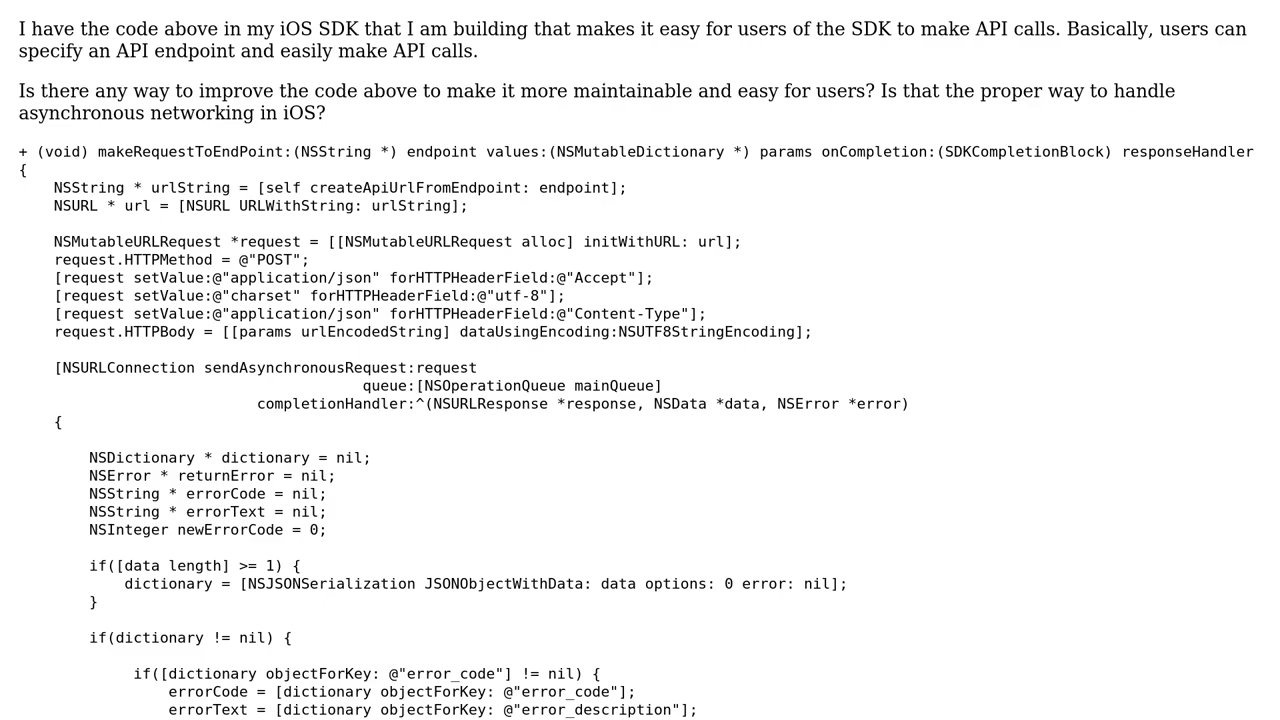 I have the code above in my iOS SDK that I am building that makes it easy for users of the SDK to make API calls. Basically, users can
specify an API endpoint and easily make API calls.
Is there any way to improve the code above to make it more maintainable and easy for users? Is that the proper way to handle
asynchronous networking in iOS?
+ (void) makeRequestToEndPoint:(NSString *) endpoint values:(NSMutableDictionary *) params onCompletion:(SDKCompletionBlock) responseHandler
{
    NSString * urlString = [self createApiUrlFromEndpoint: endpoint];
    NSURL * url = [NSURL URLWithString: urlString];
    NSMutableURLRequest *request = [[NSMutableURLRequest alloc] initWithURL: url];
    request.HTTPMethod = @"POST";
    [request setValue:@"application/json" forHTTPHeaderField:@"Accept"];
    [request setValue:@"charset" forHTTPHeaderField:@"utf-8"];
    [request setValue:@"application/json" forHTTPHeaderField:@"Content-Type"];
    request.HTTPBody = [[params urlEncodedString] dataUsingEncoding:NSUTF8StringEncoding];
    [NSURLConnection sendAsynchronousRequest:request
                                       queue:[NSOperationQueue mainQueue]
                           completionHandler:^(NSURLResponse *response, NSData *data, NSError *error)
    {
        NSDictionary * dictionary = nil;
        NSError * returnError = nil;
        NSString * errorCode = nil;
        NSString * errorText = nil;
        NSInteger newErrorCode = 0;
        if([data length] >= 1) {
            dictionary = [NSJSONSerialization JSONObjectWithData: data options: 0 error: nil];
        }
        if(dictionary != nil) {
             if([dictionary objectForKey: @"error_code"] != nil) {
                 errorCode = [dictionary objectForKey: @"error_code"];
                 errorText = [dictionary objectForKey: @"error_description"];